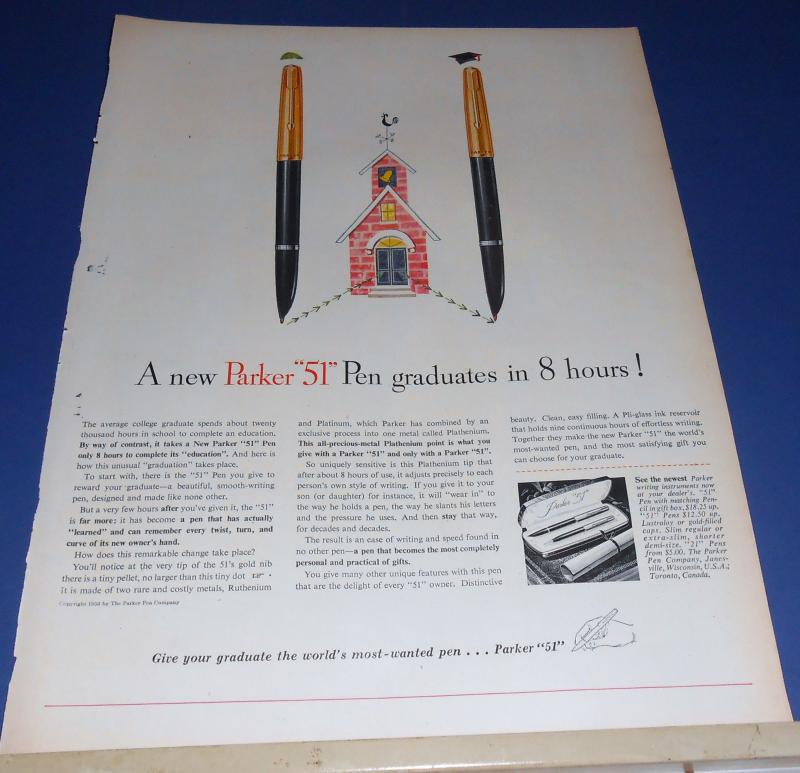 A new Parker "51" Pen graduates in 8 hours!
The average college graduate spends about twenty
thousand hours in school to complete an education.
By way of contrast, it takes a New Parker "51" Pen
only 8 hours to complete its "education". And here is
how this unusual "graduation" takes place.
To start with, there is the "51" Pen you give to
reward your graduate—a beautiful, smooth-writing
pen, designed and made like none other.
But a very few hours after you've given it, the "51"
is far more; it has become a pen that has actually
"learned" and can remember every twist, turn, and
curve of its new owner's hand.
How does this remarkable change take place?
You'll notice at the very tip of the 51's gold nib
there is a tiny pellet, no larger than this tiny dot
It is made of two rare and costly metals, Ruthenium
Copyright 1953 by The Parker Pen Company
and Platinum, which Parker has combined by an
exclusive process into one metal called Plathenium.
This all-precious-metal Plathenium point is what you
give with a Parker "51" and only with a Parker "51".
So uniquely sensitive is this Plathenium tip that
after about 8 hours of use, it adjusts precisely to each
person's own style of writing. If you give it to your
son (or daughter) for instance, it will "wear in" to
the way he holds a pen, the way he slants his letters
and the pressure he uses. And then stay that way,
for decades and decades.
The result is an ease of writing and speed found in
no other pen—a pen that becomes the most completely
personal and practical of gifts.
You give many other unique features with this pen
that are the delight of every "51" owner. Distinctive
beauty. Clean, easy filling. A Pli-glass ink reservoir
that holds nine continuous hours of effortless writing.
Together they make the new Parker "51" the world's
most-wanted pen, and the most satisfying gift you
can choose for your graduate.
Parker "51"
See the newest Parker
writing instruments now
at your dealer's. "51"
Pen with matching Pen-
cil in gift box, $18.25 up.
"51" Pens $12.50 up.
Lustraloy or gold-filled
caps. Slim regular or
extra-slim, shorter
demi-size. "21" Pens
from $5.00. The Parker
Pen Company, Janes-
ville, Wisconsin, U.S.A.;
Toronto, Canada.
Give your graduate the world's most-wanted pen . . . Parker "51"